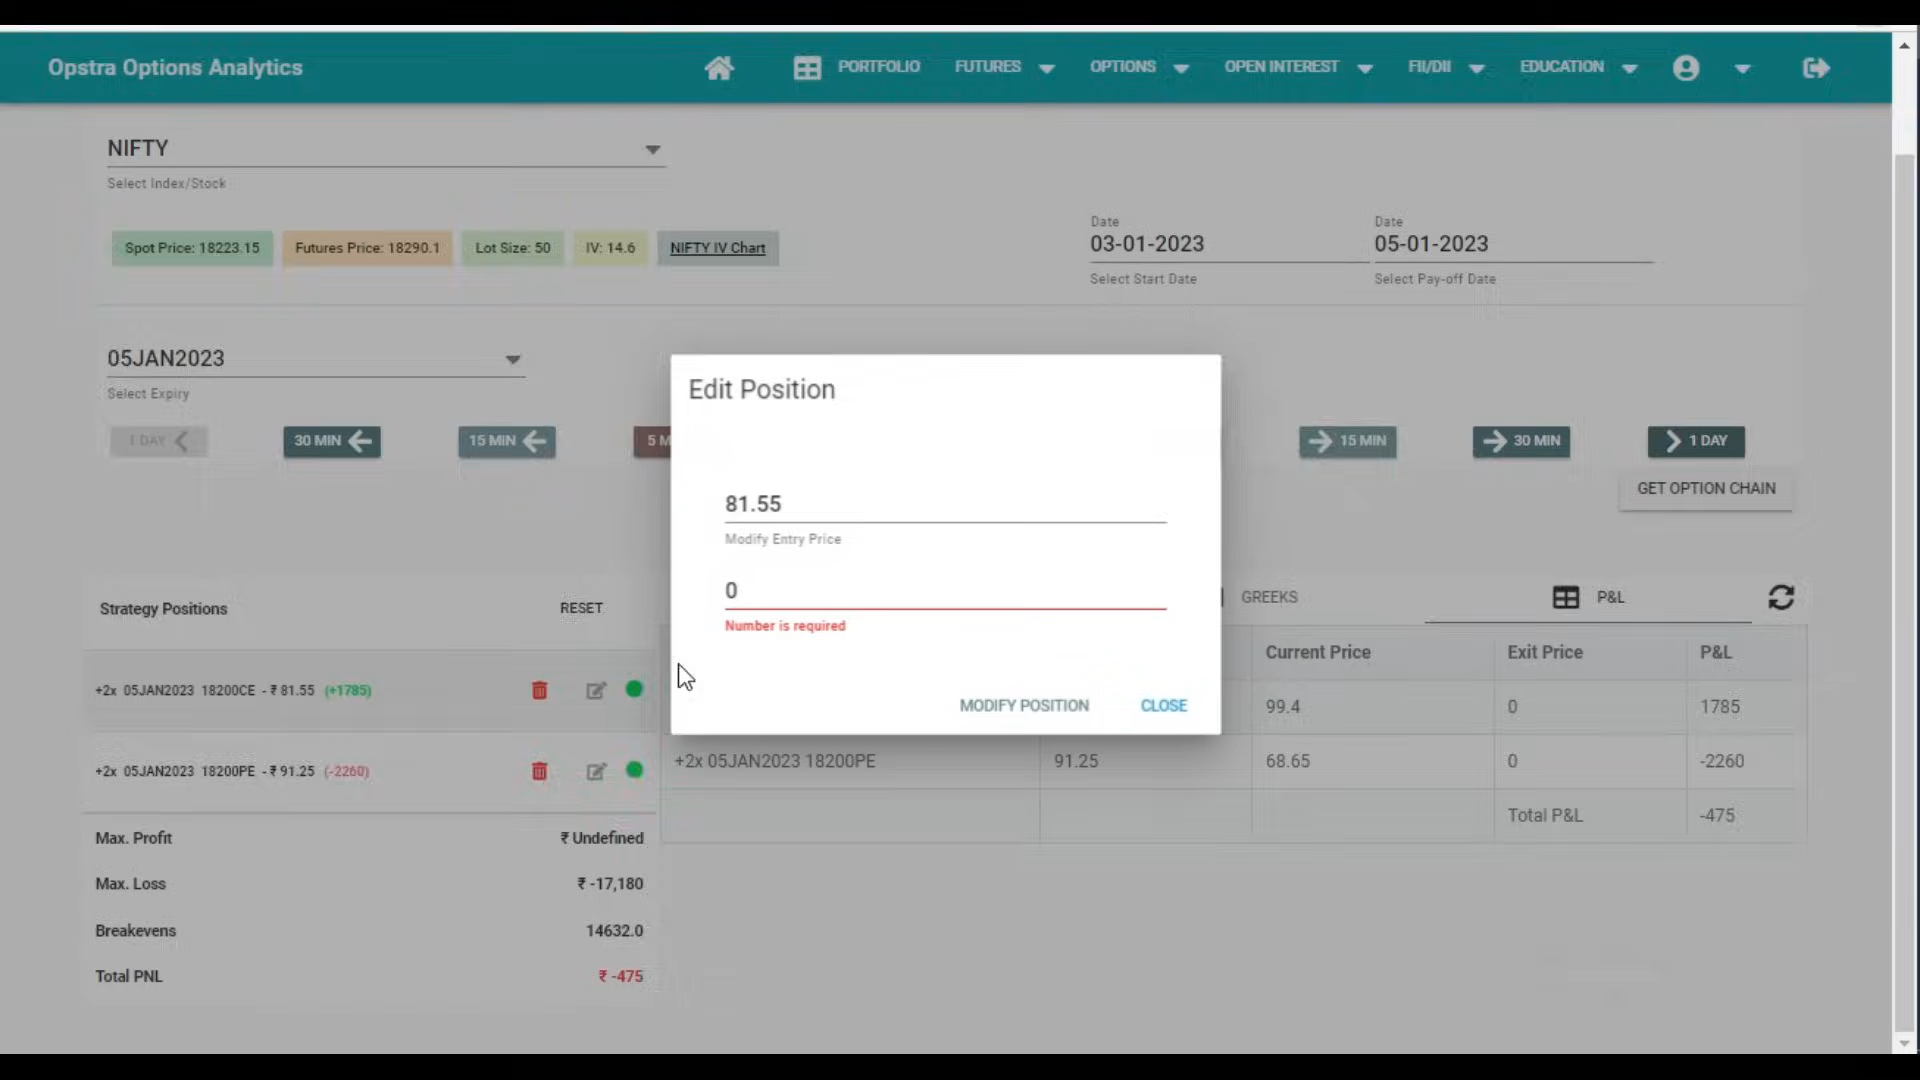 Opstra Options Analytics
PORTFOLIO
FUTURES
OPTIONS
OPEN INTEREST
FII/DII
EDUCATION
NIFTY
Select Index/Stock
Spot Price: 18223.15
Futures Price: 18290.1
Lot Size: 50
IV: 14.6
NIFTY IV Chart
Date
03-01-2023
Select Start Date
Date
05-01-2023
Select Pay-off Date
05JAN2023
Select Expiry
1 DAY
30 MIN
15 MIN
5 M
15 MIN
30 MIN
1 DAY
GET OPTION CHAIN
Edit Position
81.55
Modify Entry Price
0
Number is required
MODIFY POSITION
CLOSE
Strategy Positions
RESET
+2x 05JAN2023 18200CE - ₹ 81.55 (+1785)
+2x 05JAN2023 18200PE - ₹ 91.25 (-2260)
Max. Profit ₹ Undefined
Max. Loss ₹ -17,180
Breakevens 14632.0
Total PNL ₹ -475
GREEKS
P&L
Current Price Exit Price P&L
99.4 0 1785
+2x 05JAN2023 18200PE 91.25 68.65 0 -2260
Total P&L -475